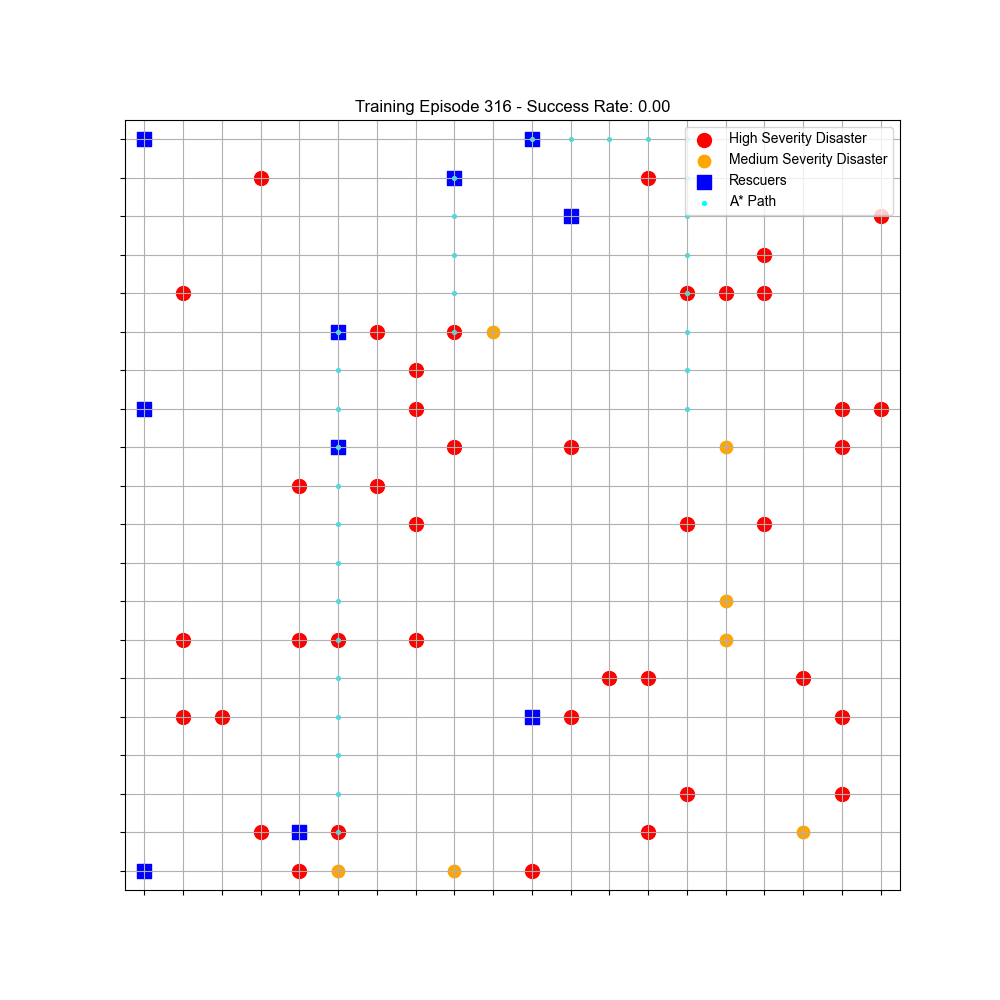 Training Episode 316 - Success Rate: 0.00
High Severity Disaster
Medium Severity Disaster
Rescuers
A* Path